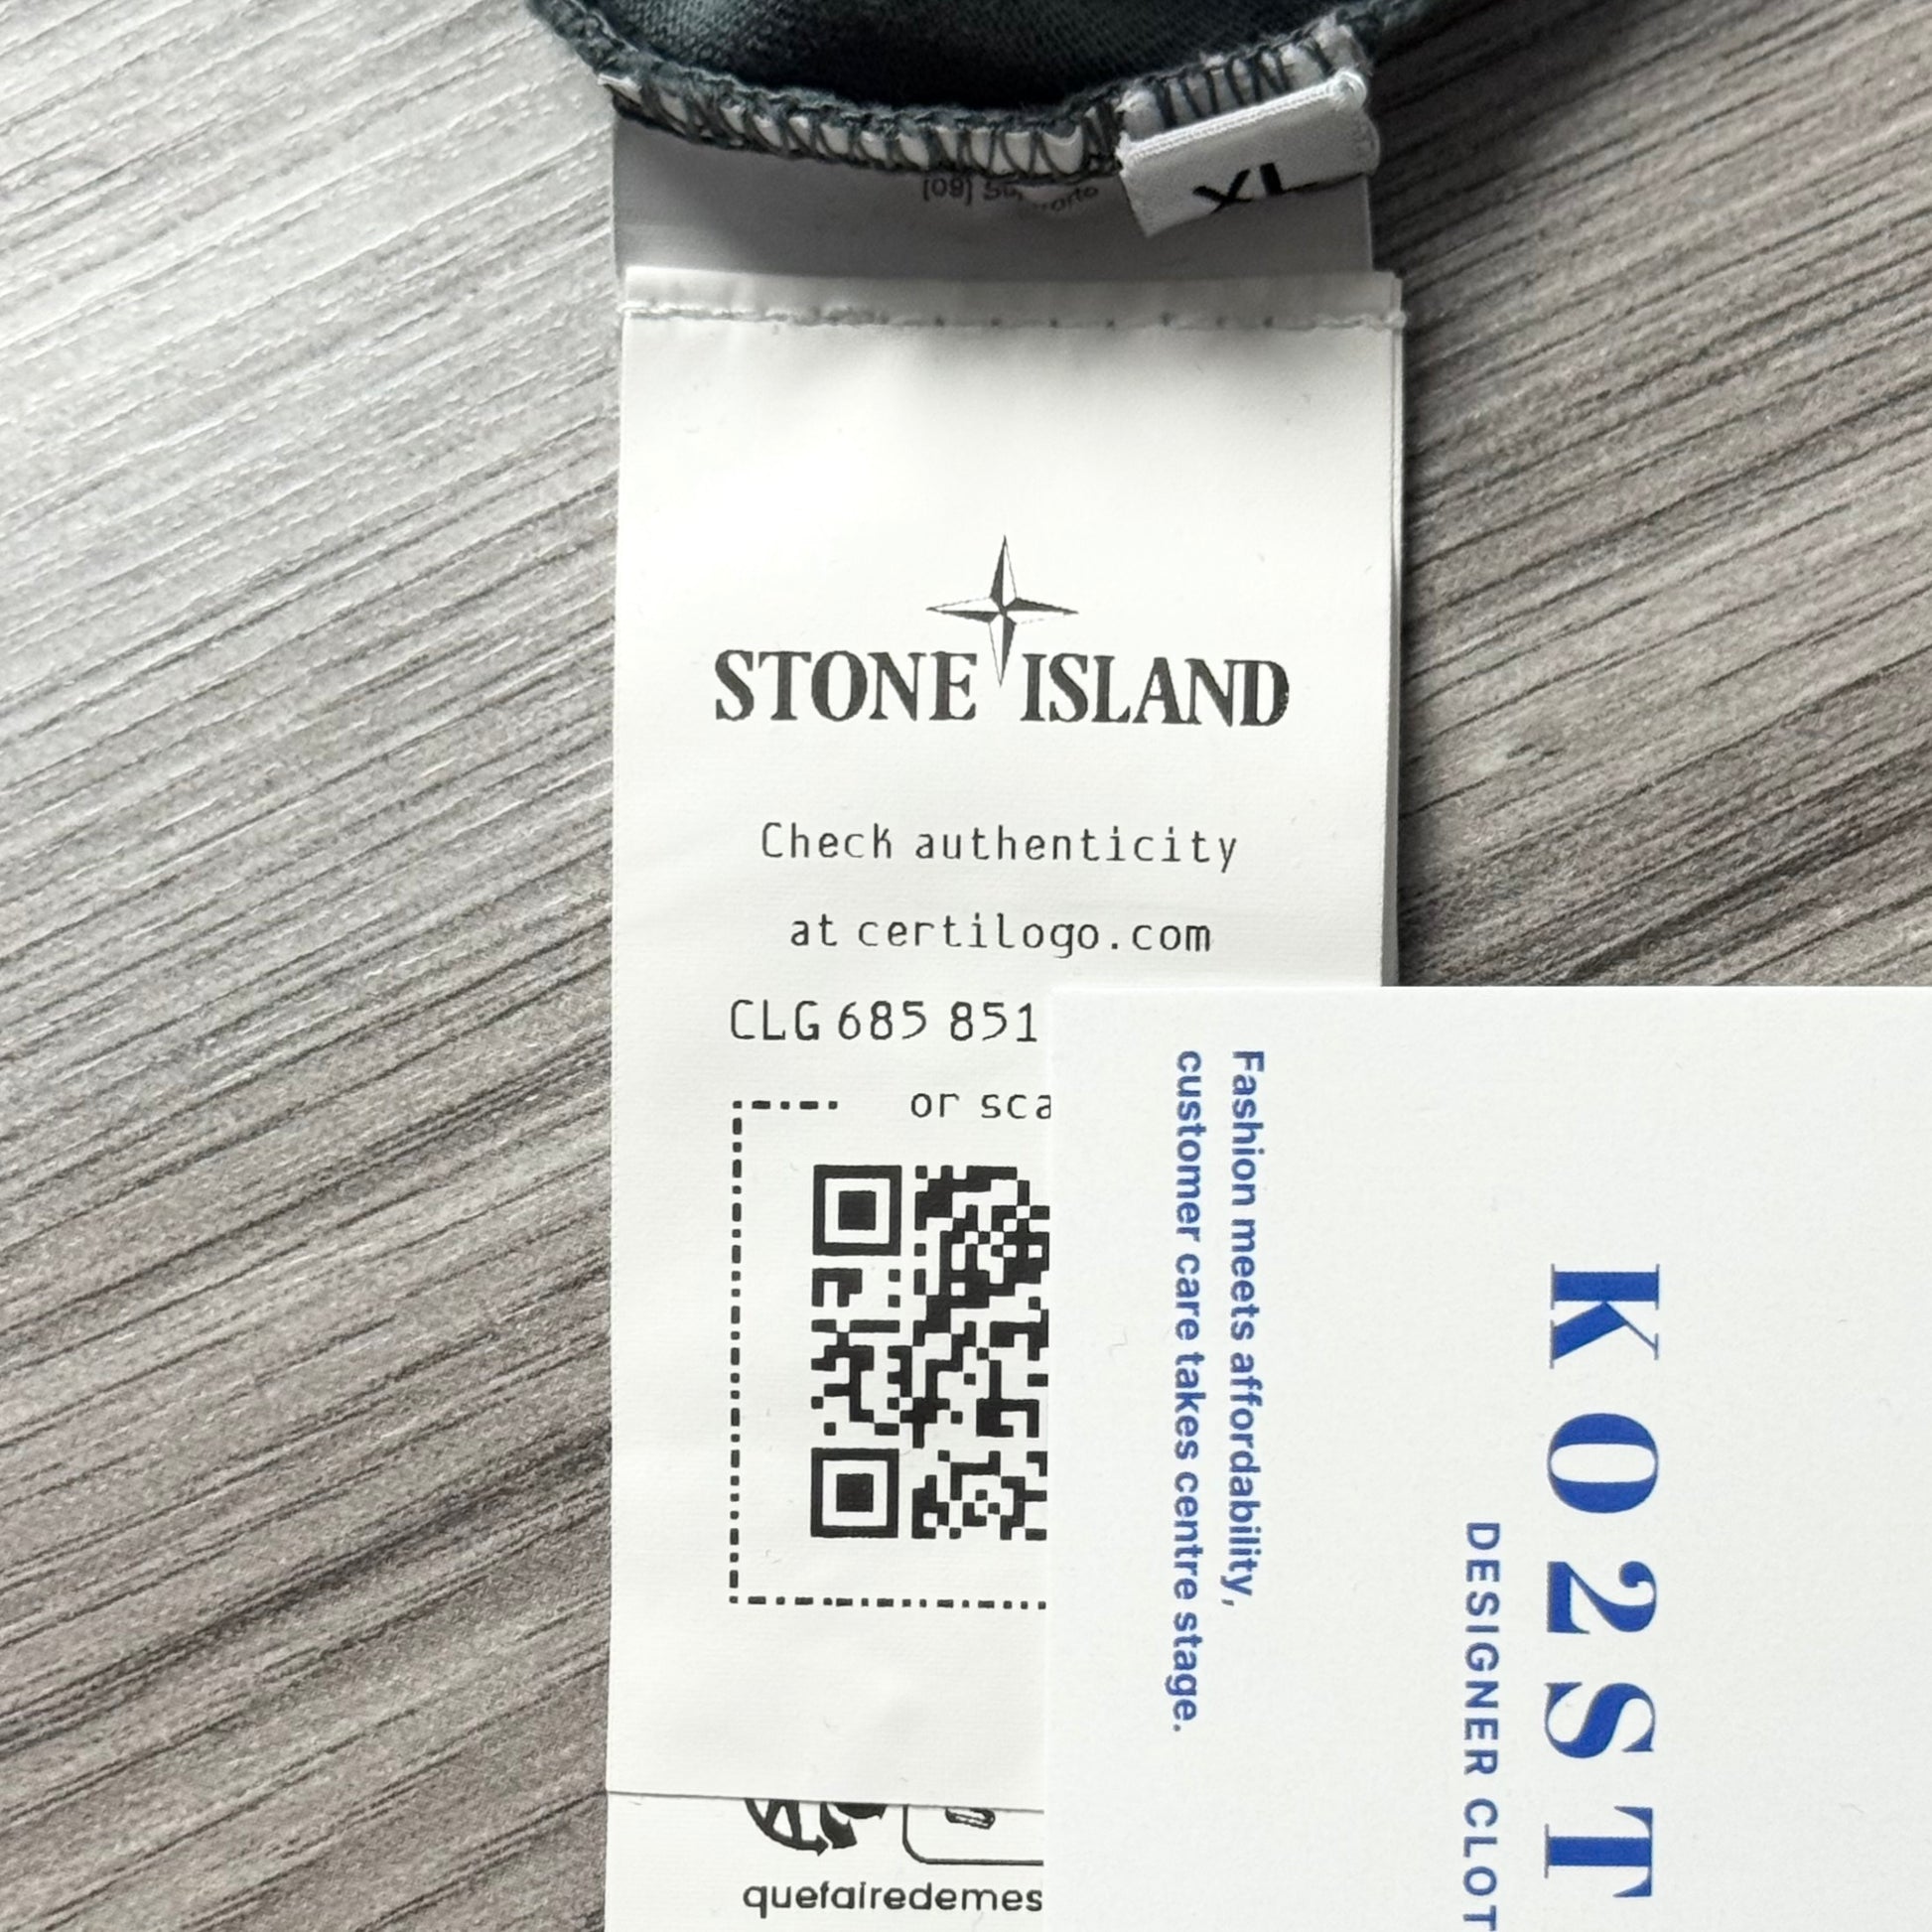 XL
STONE ISLAND
Check authenticity
at certilogo.com
CLG 685 851
or sca
quefairedemes
Fashion meets affordability,
customer care takes centre stage.
KO2ST
DESIGNER CLOT